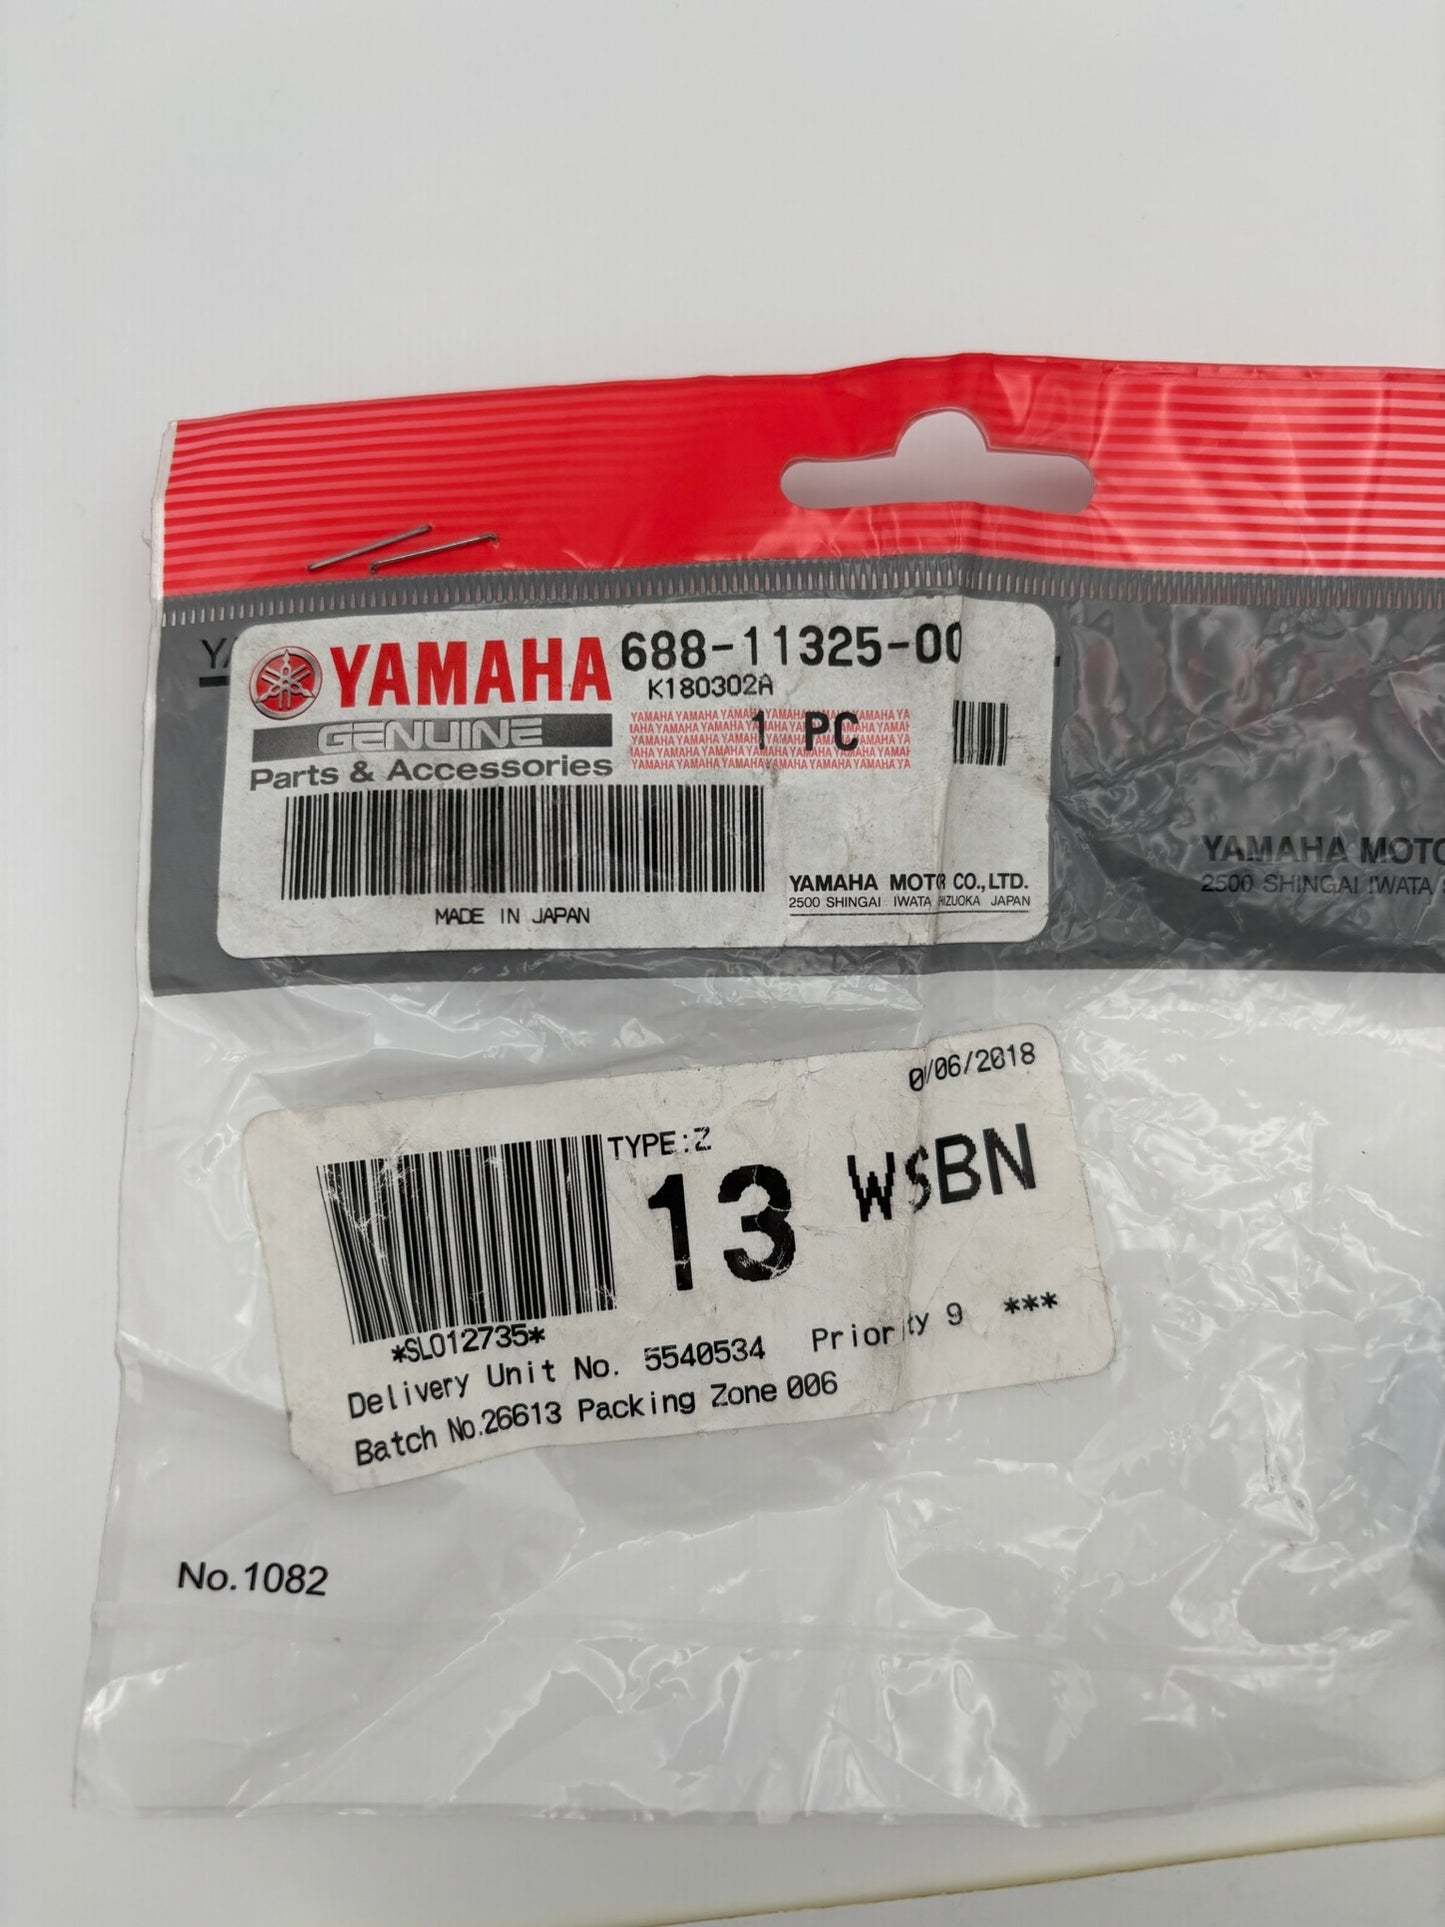 YAMAHA 688-11325-00
K180302A
GENUINE
1 PC
Parts & Accessories
YAMAHA MOTOR CO., LTD.
2500 SHINGAI IWATA SHIZUOKA JAPAN
MADE IN JAPAN
YAMAHA MOTO
2500 SHINGAI IWATA
/06/2018
TYPE:Z
13 WSBN
*SL012735*
Delivery Unit No. 5540534 Priority 9 ***
Batch No.26613 Packing Zone 006
No.1082